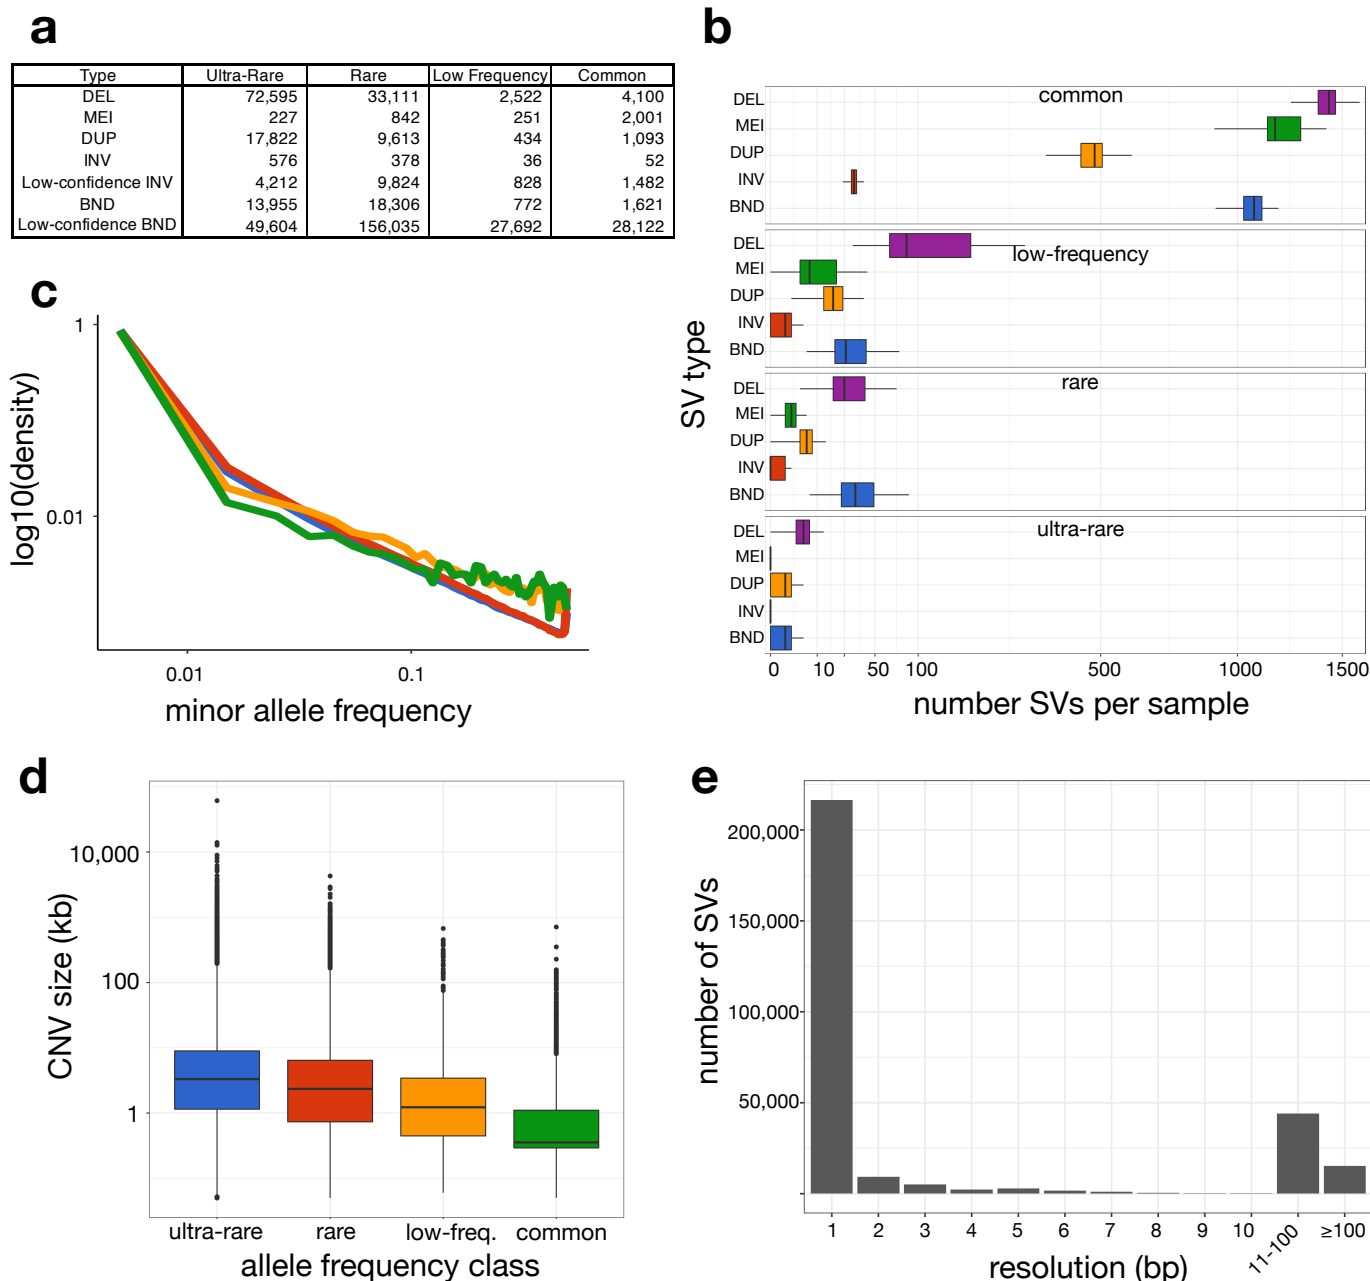 a
Type Ultra-Rare Rare Low Frequency Common
DEL 72,595 33,111 2,522 4,100
MEI 227 842 251 2,001
DUP 17,822 9,613 434 1,093
INV 576 378 36 52
Low-confidence INV 4,212 9,824 828 1,482
BND 13,955 18,306 772 1,621
Low-confidence BND 49,604 156,035 27,692 28,122
b
common
DEL
MEI
DUP
INV
BND
low-frequency
DEL
MEI
DUP
INV
BND
rare
DEL
MEI
DUP
INV
BND
ultra-rare
DEL
MEI
DUP
INV
BND
SV type
0 10 50 100 500 1000 1500
number SVs per sample
c
1
0.01
log10(density)
0.01 0.1
minor allele frequency
d
10,000
100
1
CNV size (kb)
ultra-rare rare low-freq. common
allele frequency class
e
200,000
150,000
100,000
50,000
number of SVs
1 2 3 4 5 6 7 8 9 10 11-100 ≥100
resolution (bp)